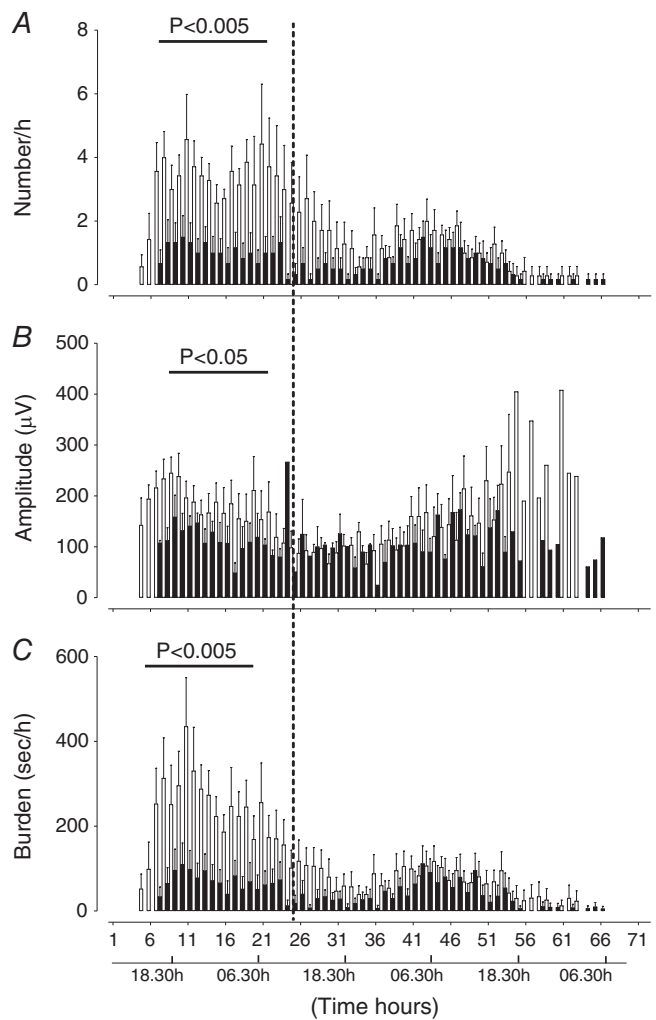 A
P<0.005
8
6
4
2
0
Number/h
B
P<0.05
500
400
300
200
100
0
Amplitude (μV)
C
P<0.005
600
400
200
0
Burden (sec/h)
1 6 11 16 21 26 31 36 41 46 51 56 61 66 71
18.30h 06.30h 18.30h 06.30h 18.30h 06.30h
(Time hours)